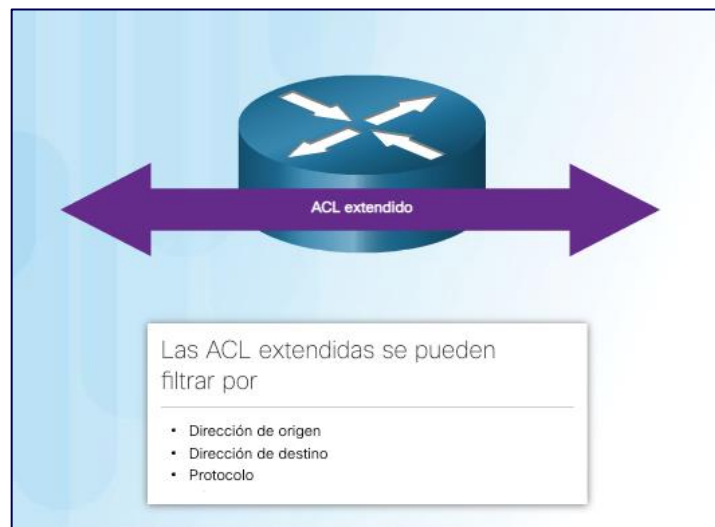 ACL extendido
Las ACL extendidas se pueden
filtrar por
• Dirección de origen
• Dirección de destino
• Protocolo